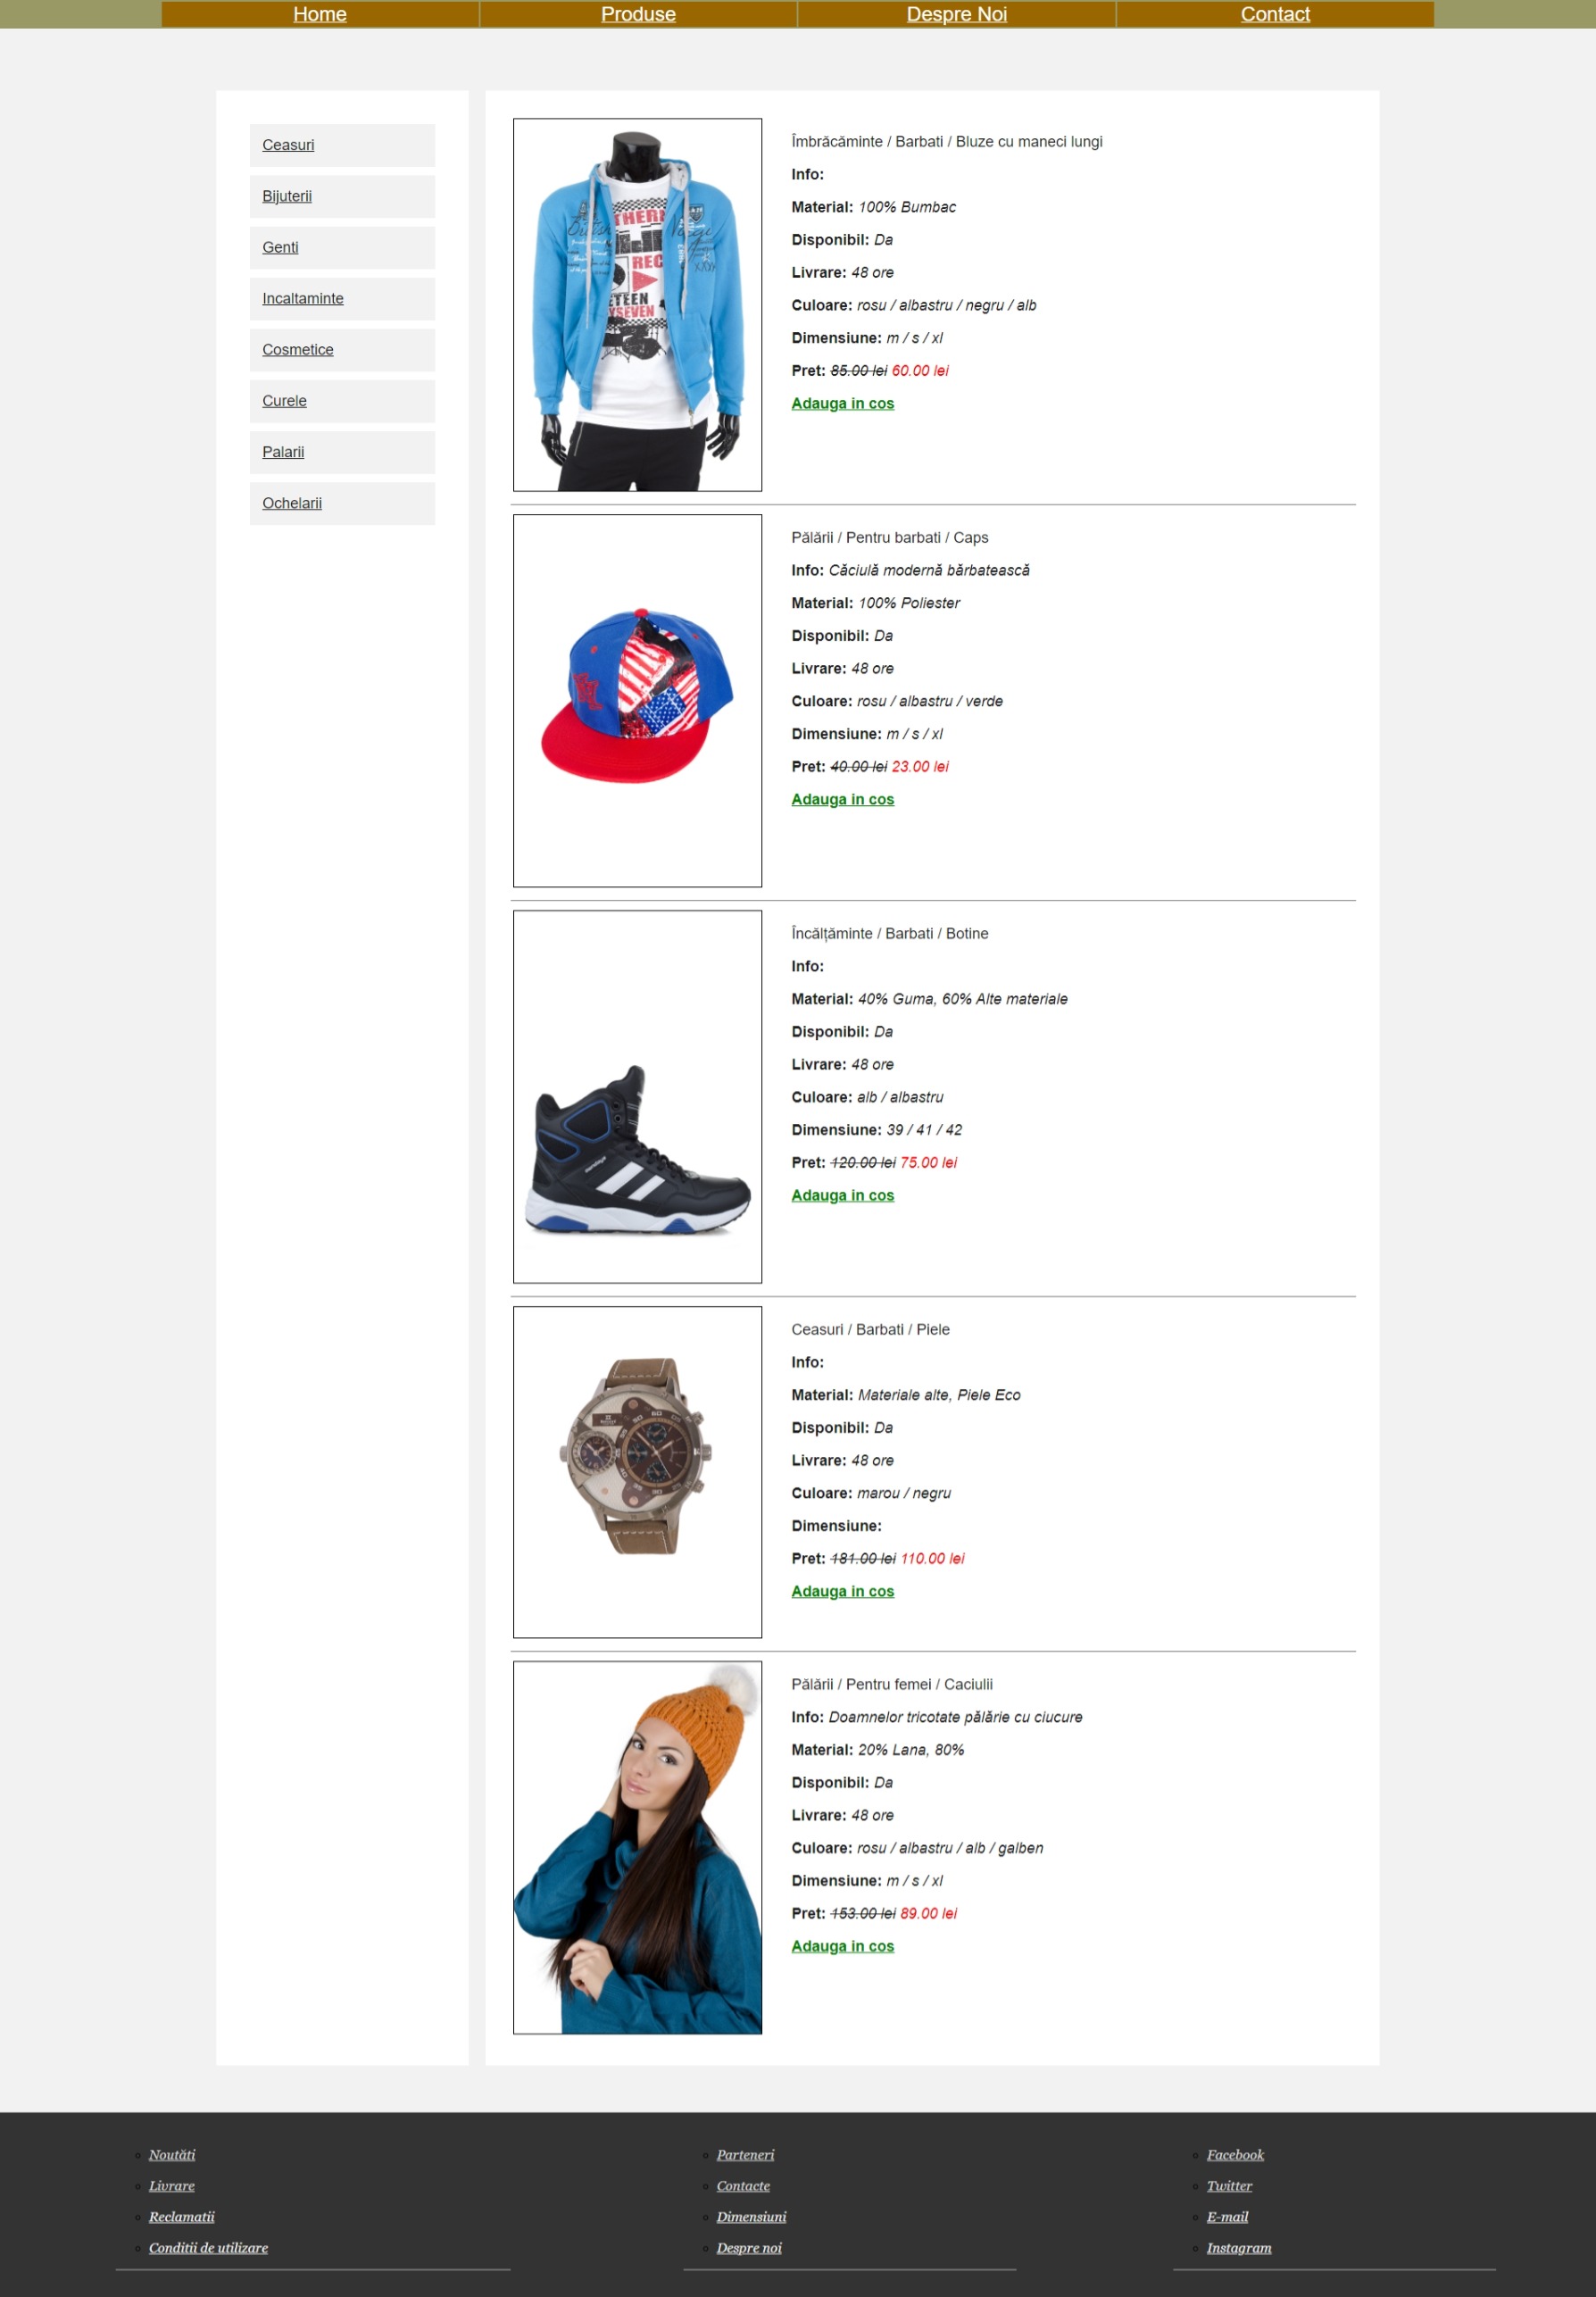 Home Produse Despre Noi Contact
Ceasuri
Bijuterii
Genti
Incaltaminte
Cosmetice
Curele
Palarii
Ochelarii
THERN
REC
ETEEN
Îmbrăcăminte / Barbati / Bluze cu maneci lungi
Info:
Material: 100% Bumbac
Disponibil: Da
Livrare: 48 ore
Culoare: rosu / albastru / negru / alb
Dimensiune: m / s / xl
Pret: 85.00 lei 60.00 lei
Adauga in cos
Pălării / Pentru barbati / Caps
Info: Căciulă modernă bărbatească
Material: 100% Poliester
Disponibil: Da
Livrare: 48 ore
Culoare: rosu / albastru / verde
Dimensiune: m / s / xl
Pret: 40.00 lei 23.00 lei
Adauga in cos
Încălțăminte / Barbati / Botine
Info:
Material: 40% Guma, 60% Alte materiale
Disponibil: Da
Livrare: 48 ore
Culoare: alb / albastru
Dimensiune: 39 / 41 / 42
Pret: 120.00 lei 75.00 lei
Adauga in cos
Ceasuri / Barbati / Piele
Info:
Material: Materiale alte, Piele Eco
Disponibil: Da
Livrare: 48 ore
Culoare: marou / negru
Dimensiune:
Pret: 181.00 lei 110.00 lei
Adauga in cos
Pălării / Pentru femei / Caciulii
Info: Doamnelor tricotate pălărie cu ciucure
Material: 20% Lana, 80%
Disponibil: Da
Livrare: 48 ore
Culoare: rosu / albastru / alb / galben
Dimensiune: m / s / xl
Pret: 153.00 lei 89.00 lei
Adauga in cos
Noutăti
Livrare
Reclamatii
Conditii de utilizare
Parteneri
Contacte
Dimensiuni
Despre noi
Facebook
Twitter
E-mail
Instagram